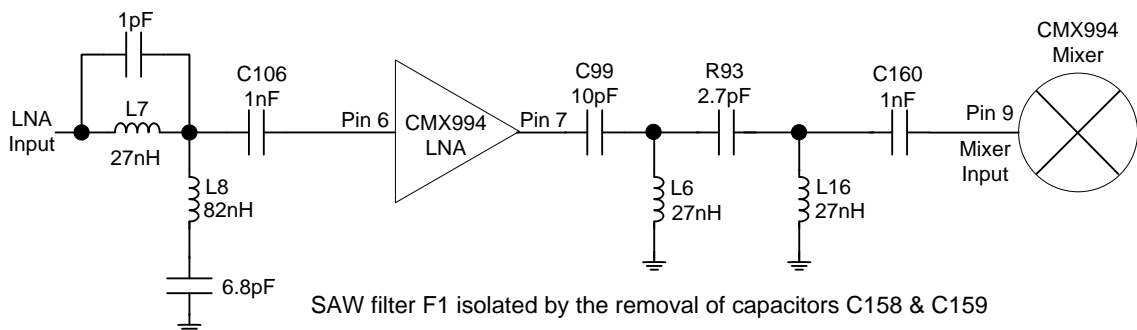 1pF
LNA
Input
L7
27nH
L8
82nH
6.8pF
C106
1nF
Pin 6
CMX994
LNA
Pin 7
C99
10pF
L6
27nH
R93
2.7pF
L16
27nH
C160
1nF
Pin 9
Mixer
Input
CMX994
Mixer
SAW filter F1 isolated by the removal of capacitors C158 & C159